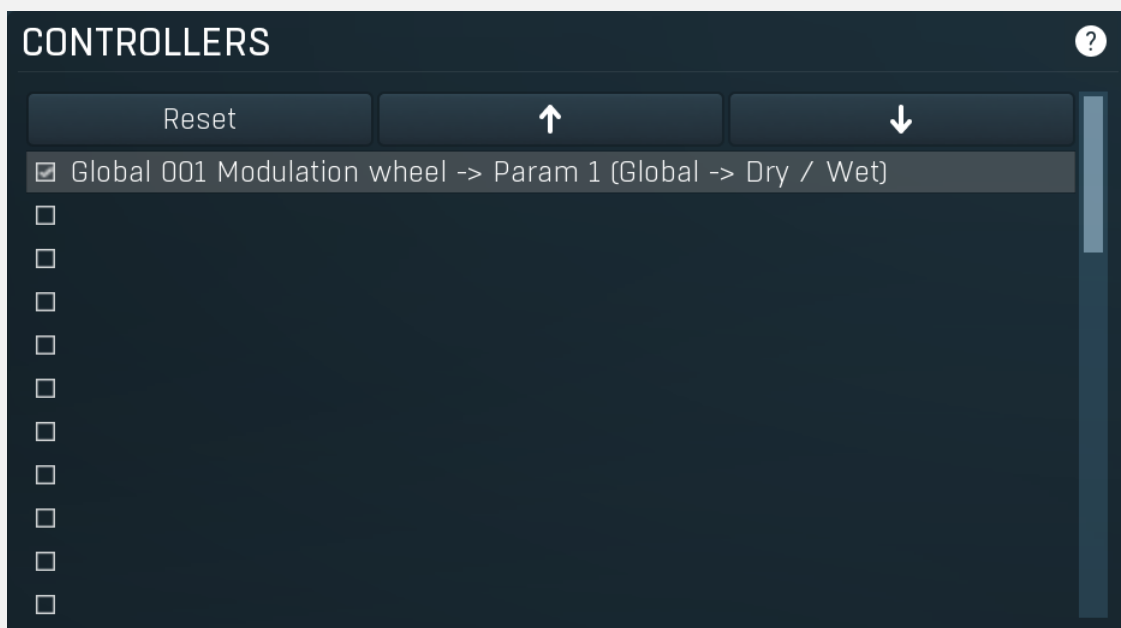 CONTROLLERS
?
Reset ↑ ↓
Global 001 Modulation wheel -> Param 1 (Global -> Dry / Wet)